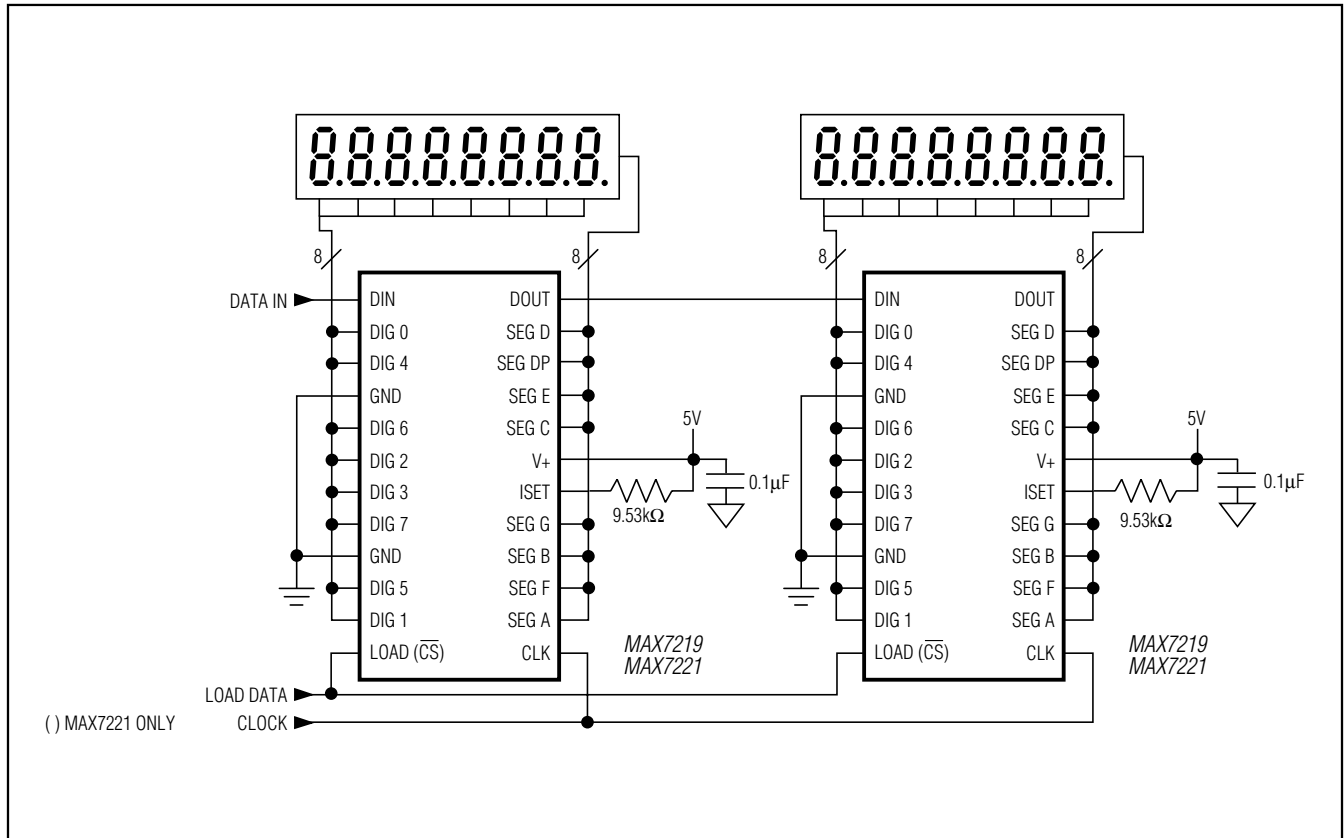 8.8.8.8.8.8.8.8.
8.8.8.8.8.8.8.8.
8
8
8
8
DATA IN
DIN
DOUT
DIG 0
SEG D
DIG 4
SEG DP
GND
SEG E
DIG 6
SEG C
5V
DIG 2
V+
DIG 3
ISET
0.1µF
9.53kΩ
DIG 7
SEG G
GND
SEG B
DIG 5
SEG F
DIG 1
SEG A
LOAD (C̅S̅)
CLK
MAX7219
MAX7221
DIN
DOUT
DIG 0
SEG D
DIG 4
SEG DP
GND
SEG E
DIG 6
SEG C
5V
DIG 2
V+
DIG 3
ISET
0.1µF
9.53kΩ
DIG 7
SEG G
GND
SEG B
DIG 5
SEG F
DIG 1
SEG A
LOAD (C̅S̅)
CLK
MAX7219
MAX7221
LOAD DATA
( ) MAX7221 ONLY
CLOCK